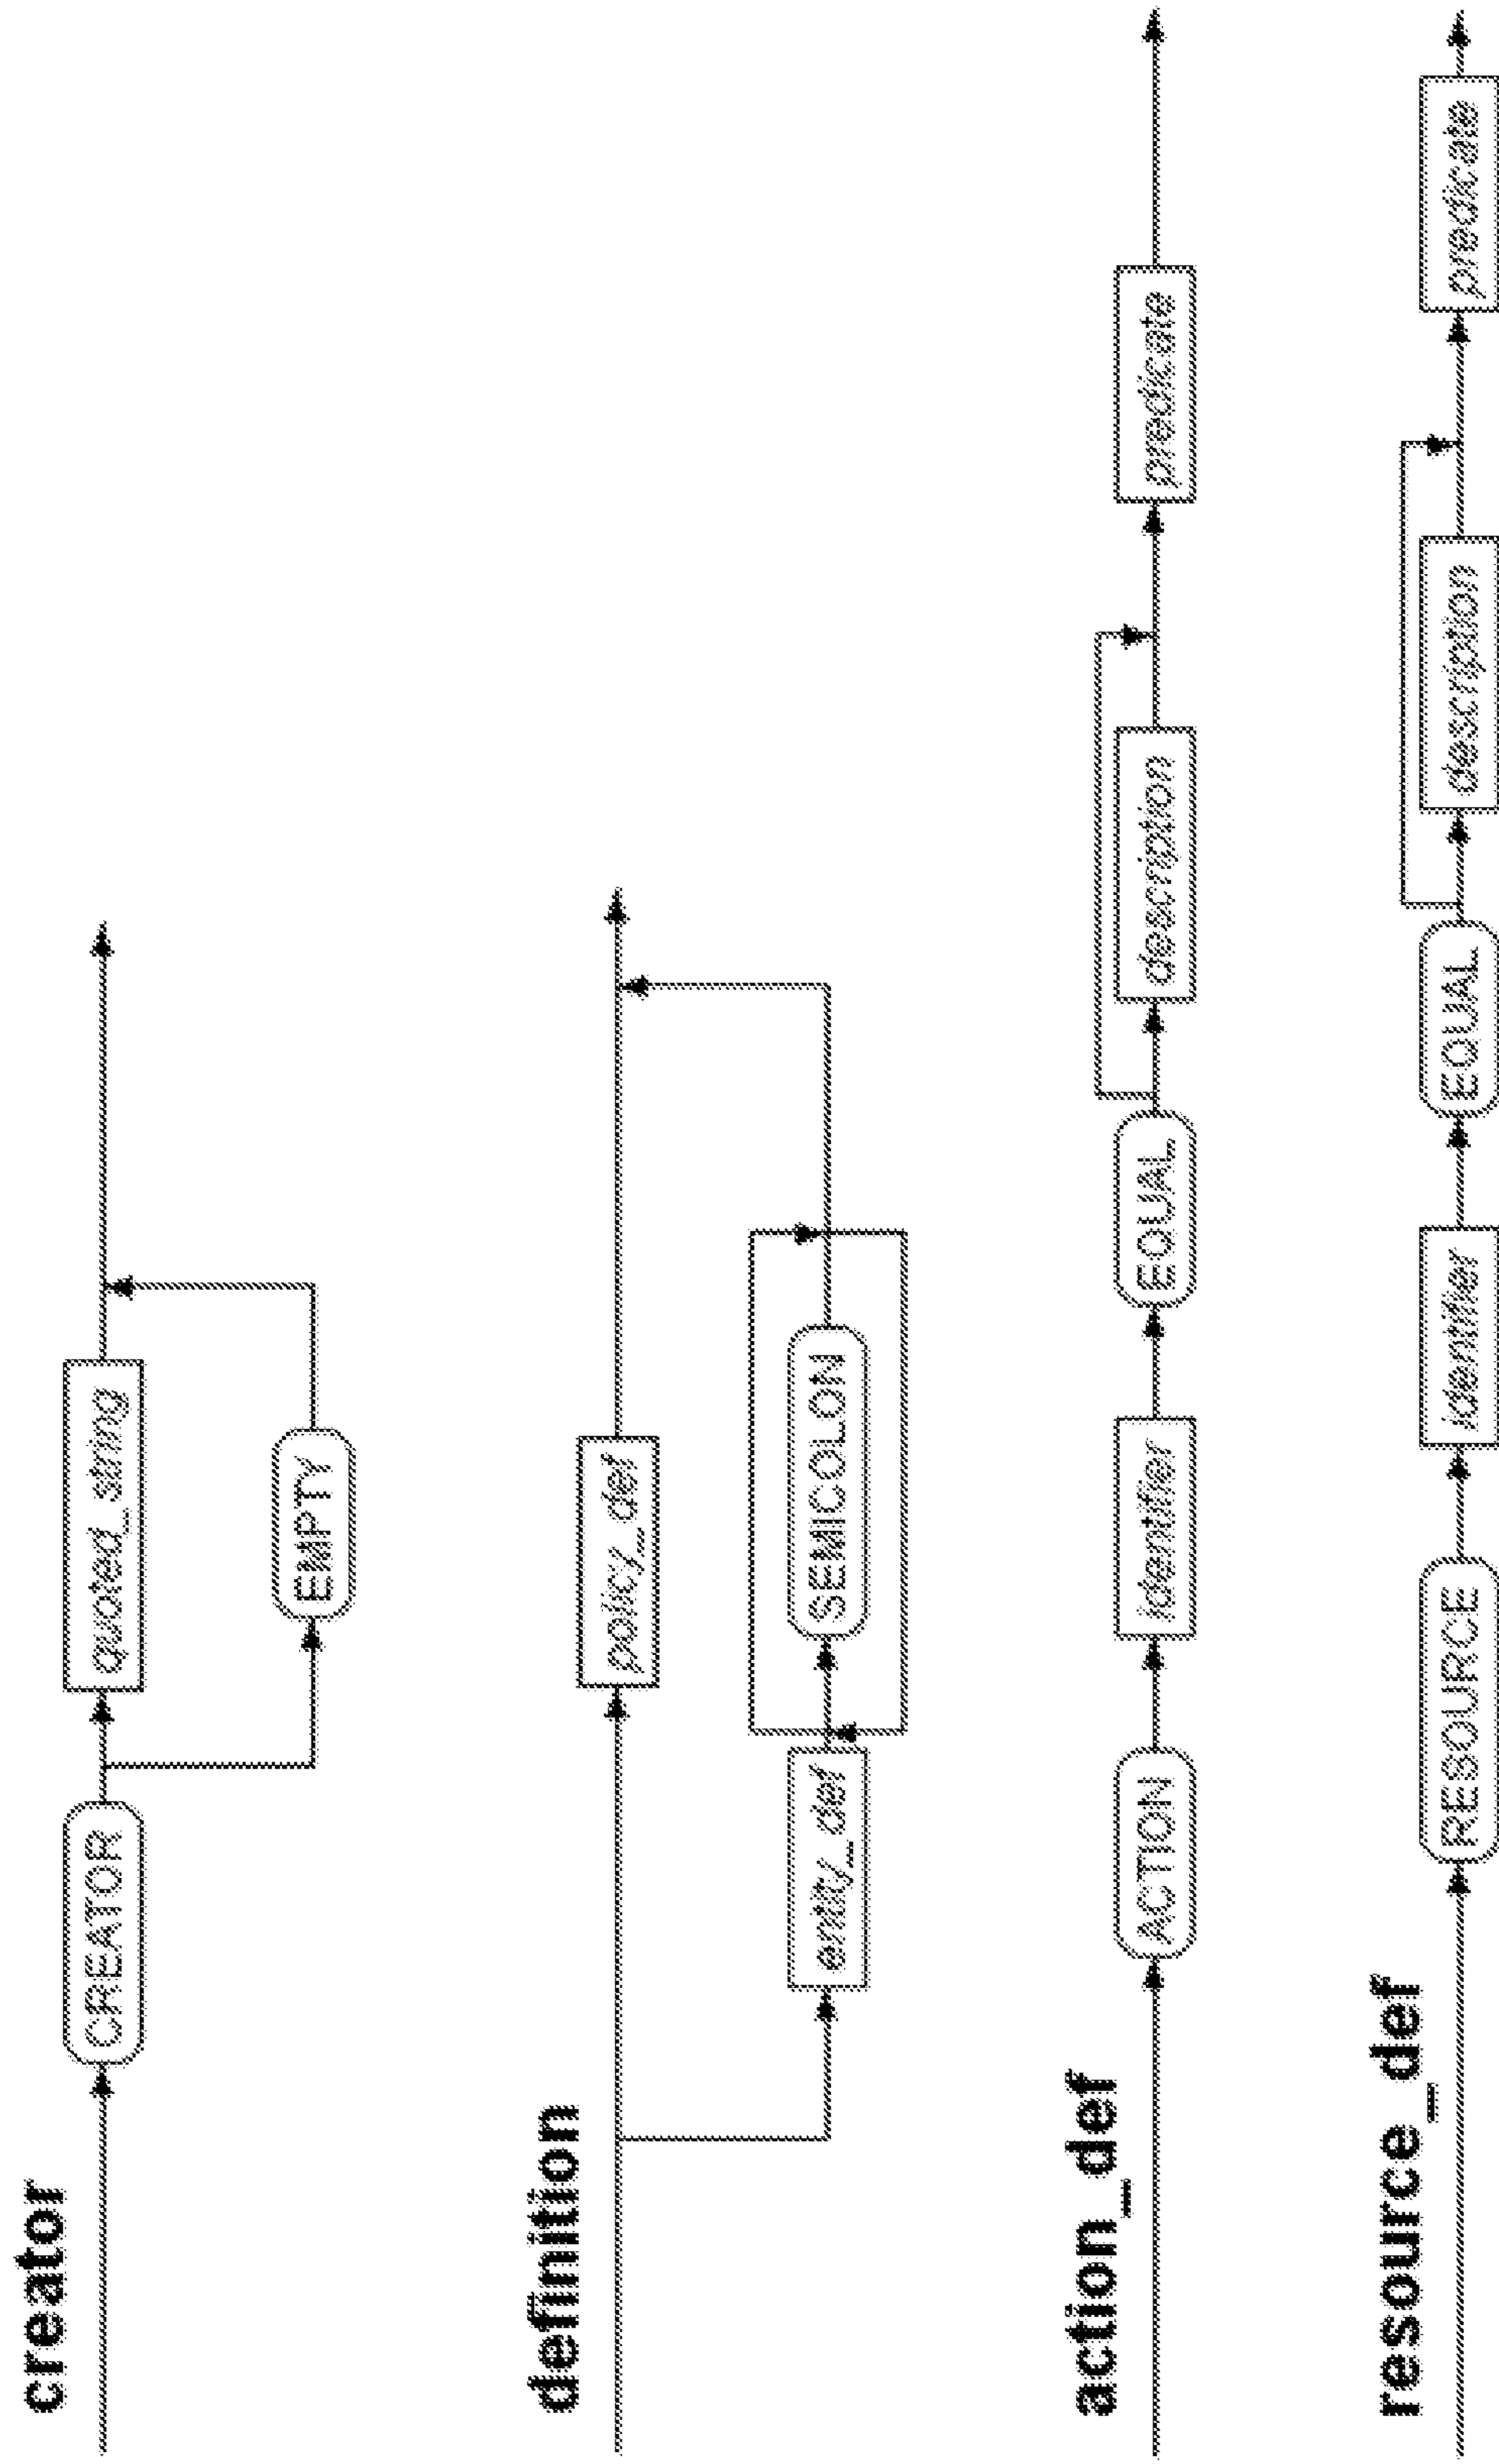 creator
CREATOR
quoted_string
EMPTY
definition
policy_def
entity_def
SEMICOLON
action_def
ACTION
identifier
EQUAL
description
predicate
resource_def
RESOURCE
identifier
EQUAL
description
predicate